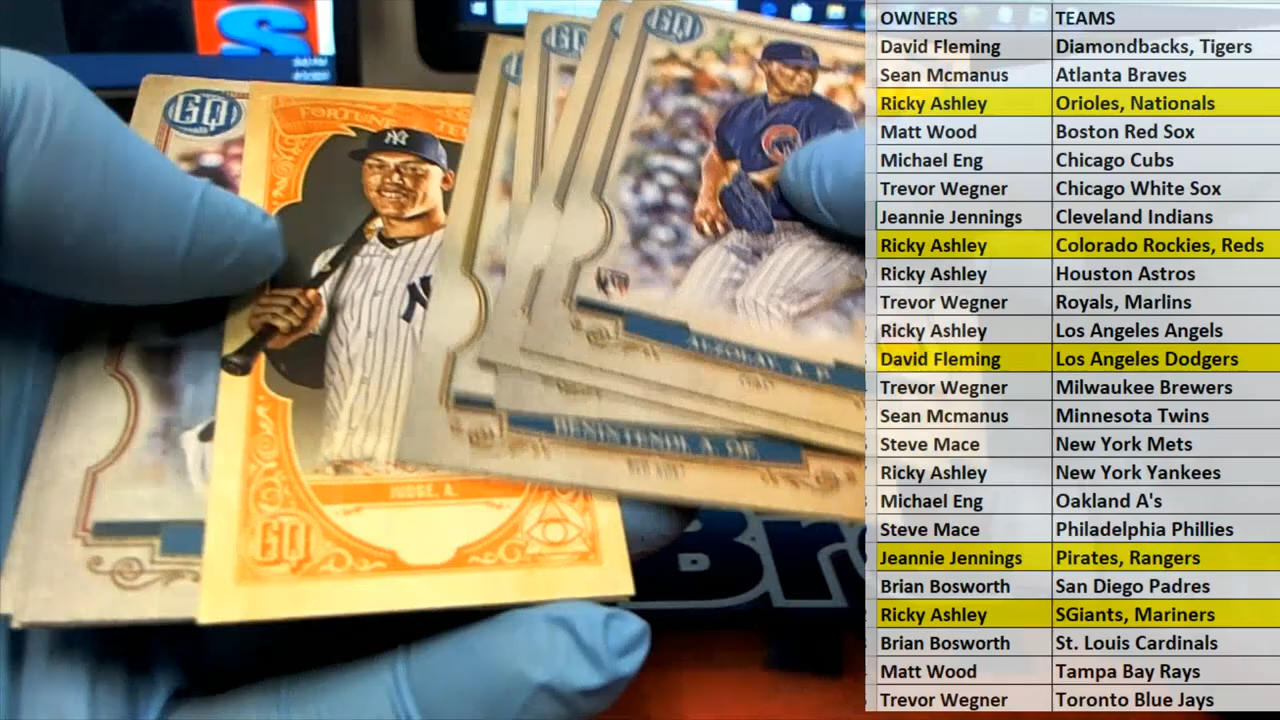 S
GQ
FORTUNE TEL
NY
JUDGE, A.
GQ
GQ
GQ
BENINTENDI, A. OF
RED SOX
OWNERS TEAMS
David Fleming Diamondbacks, Tigers
Sean Mcmanus Atlanta Braves
Ricky Ashley Orioles, Nationals
Matt Wood Boston Red Sox
Michael Eng Chicago Cubs
Trevor Wegner Chicago White Sox
Jeannie Jennings Cleveland Indians
Ricky Ashley Colorado Rockies, Reds
Ricky Ashley Houston Astros
Trevor Wegner Royals, Marlins
Ricky Ashley Los Angeles Angels
David Fleming Los Angeles Dodgers
Trevor Wegner Milwaukee Brewers
Sean Mcmanus Minnesota Twins
Steve Mace New York Mets
Ricky Ashley New York Yankees
Michael Eng Oakland A's
Steve Mace Philadelphia Phillies
Jeannie Jennings Pirates, Rangers
Brian Bosworth San Diego Padres
Ricky Ashley SGiants, Mariners
Brian Bosworth St. Louis Cardinals
Matt Wood Tampa Bay Rays
Trevor Wegner Toronto Blue Jays
Br